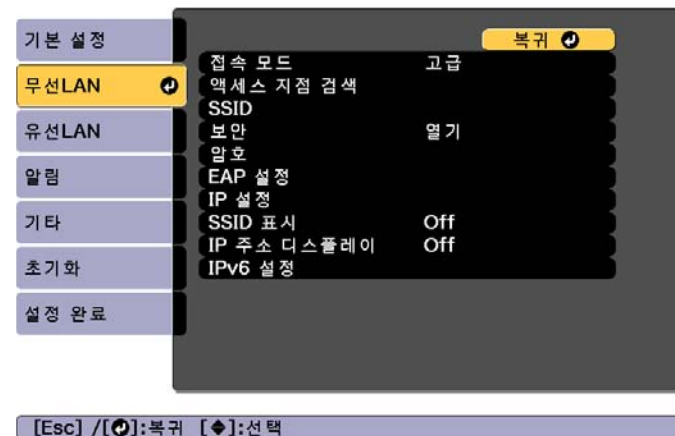 기본 설정
무선LAN
유선LAN
알림
기타
초기화
설정 완료
복귀
접속 모드 고급
액세스 지점 검색
SSID
보안 열기
암호
EAP 설정
IP 설정
SSID 표시 Off
IP 주소 디스플레이 Off
IPv6 설정
[Esc] /[⏎]:복귀 [◆]:선택